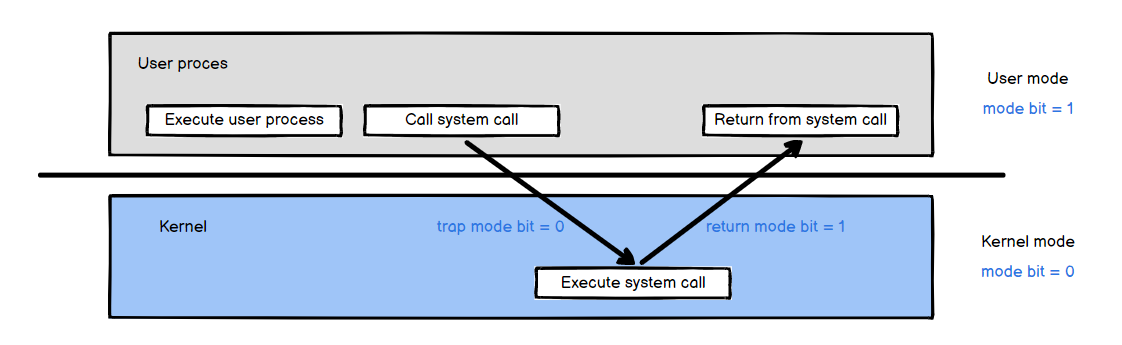 User proces
Execute user process
Call system call
Return from system call
User mode
mode bit = 1
Kernel
trap mode bit = 0
return mode bit = 1
Execute system call
Kernel mode
mode bit = 0